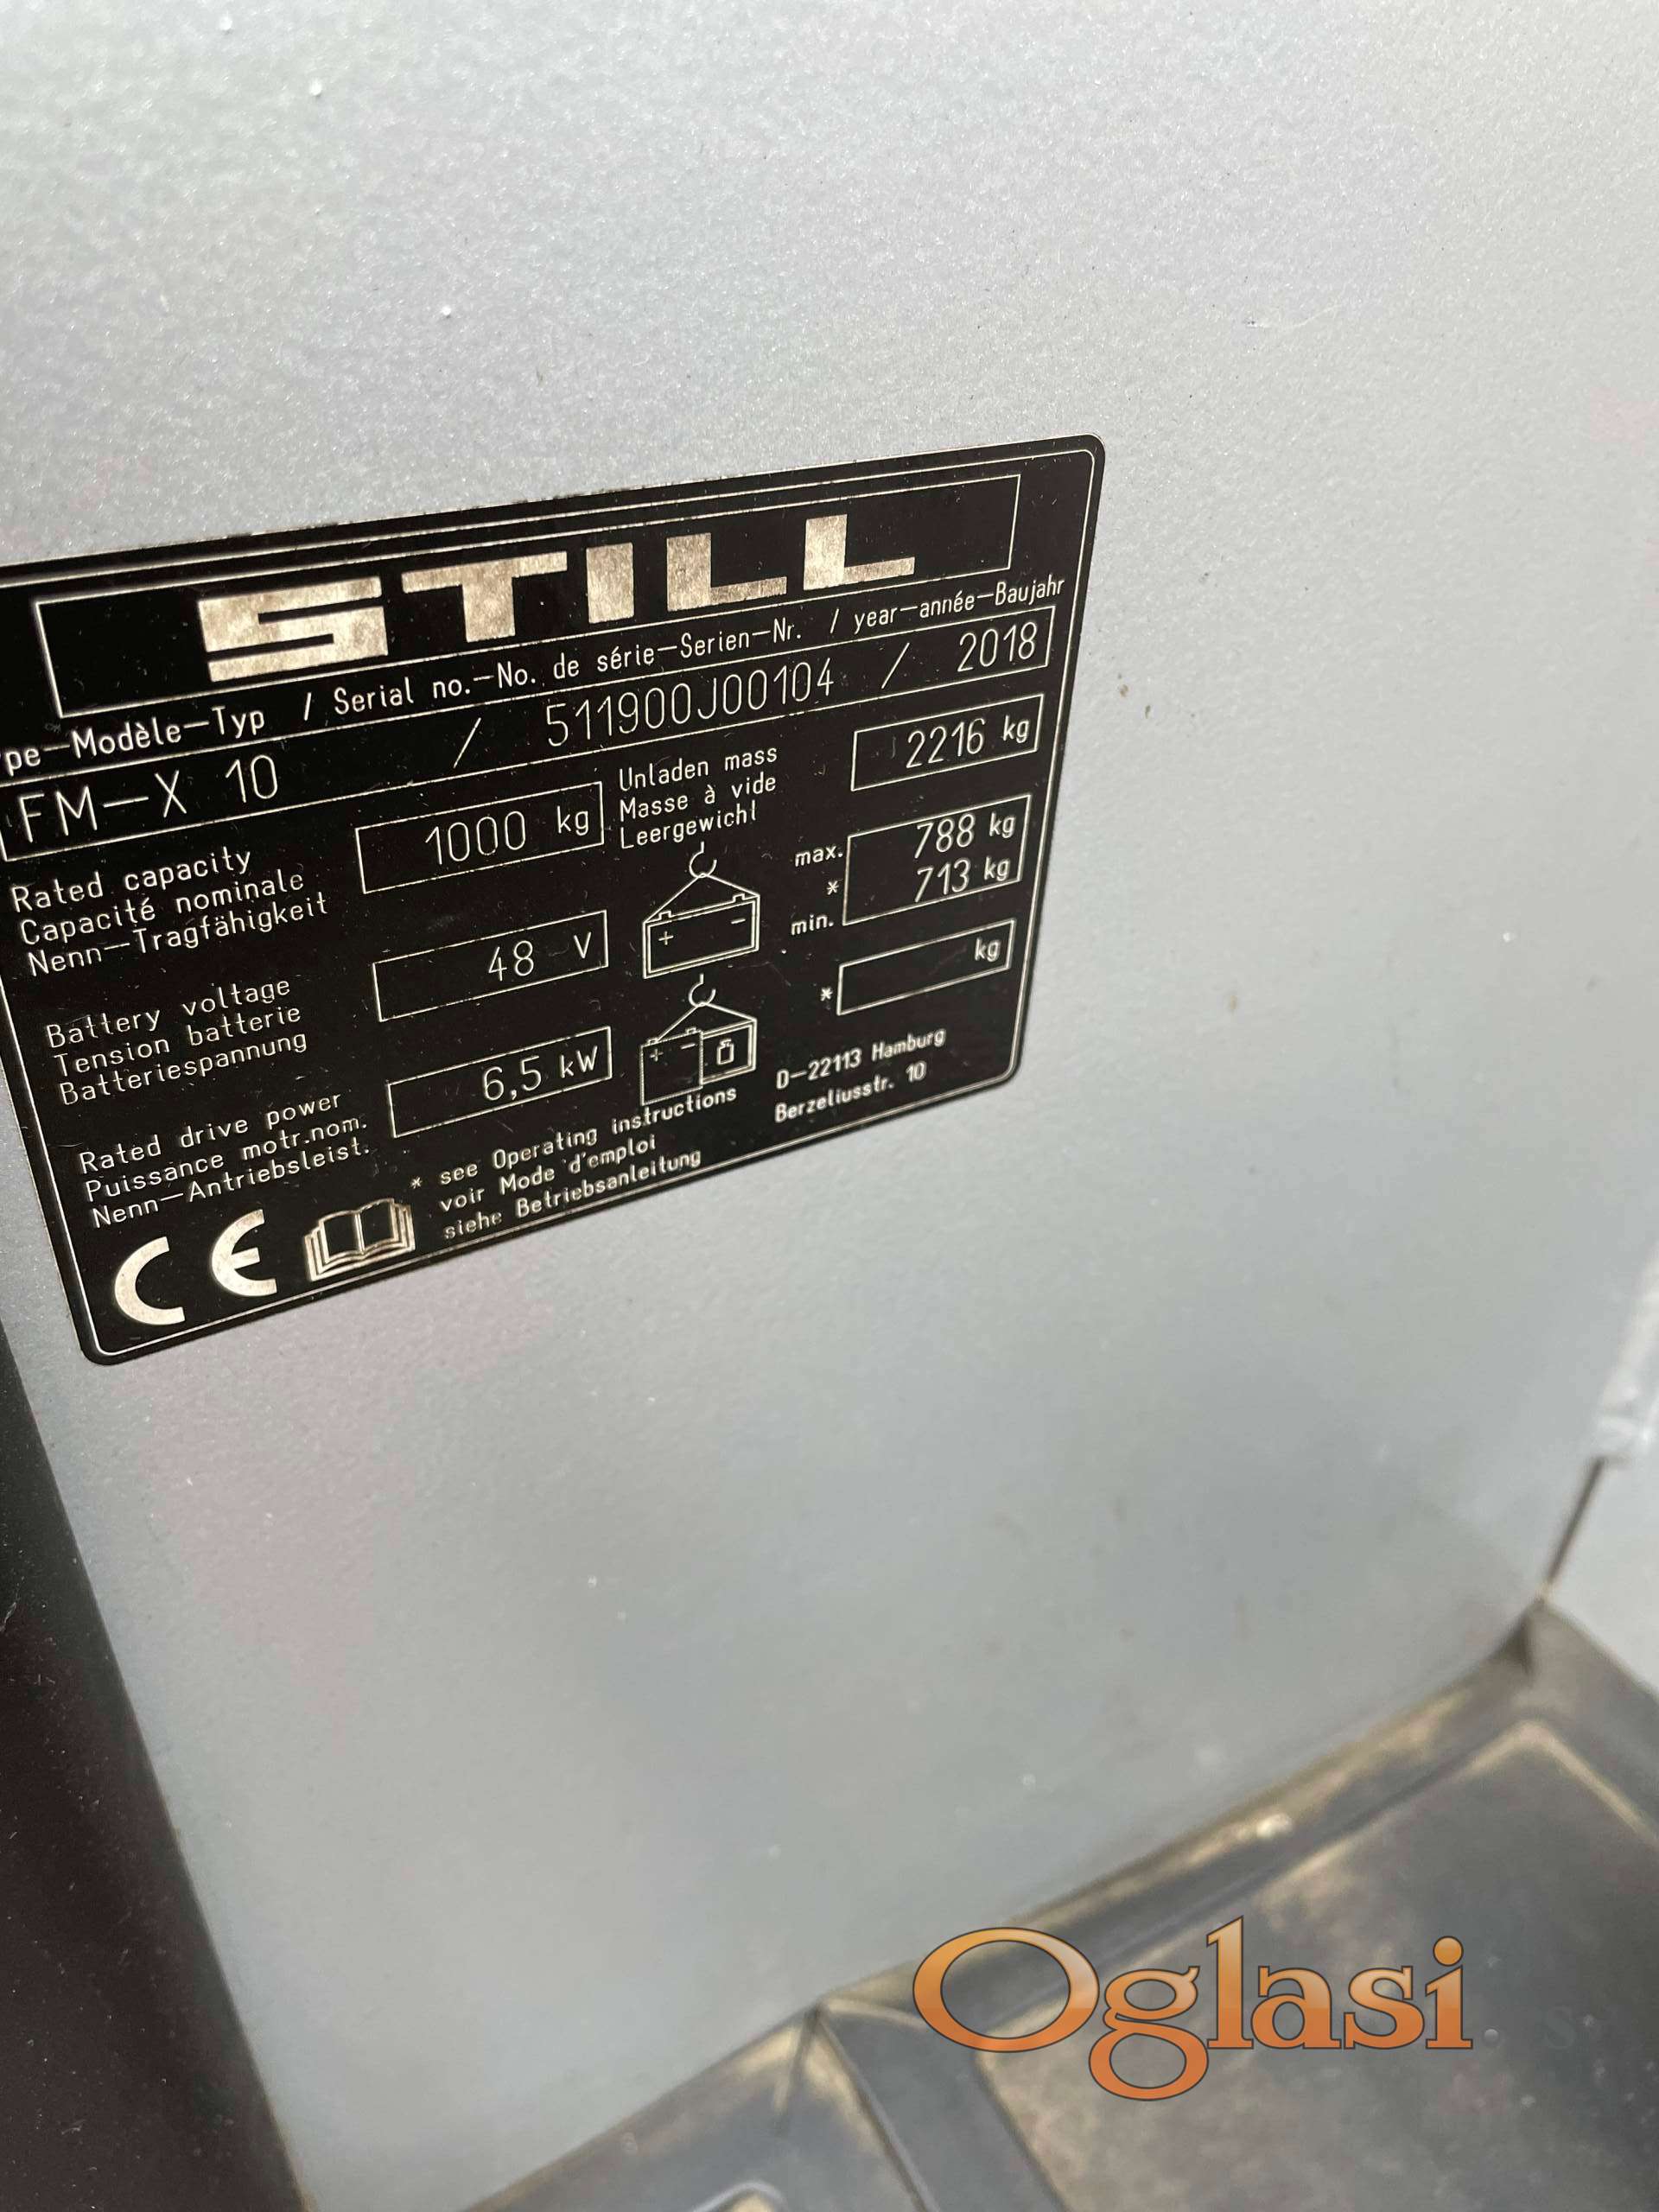 STILL
pe-Modèle-Typ / Serial no.-No. de série-Serien-Nr. / year-année-Baujahr
FM-X 10 / 511900J00104 / 2018
Rated capacity
Capacité nominale
Nenn-Tragfähigkeit
1000 kg
Unladen mass
Masse à vide
Leergewicht
2216 kg
Battery voltage
Tension batterie
Batteriespannung
48 V
+ -
max. 788 kg
*
min. 713 kg
Rated drive power
Puissance motr.nom.
Nenn-Antriebsleist.
6,5 kW
+ -
* kg
* see Operating instructions
voir Mode d'emploi
siehe Betriebsanleitung
D-22113 Hamburg
Berzeliusstr. 10
CE
Oglasi